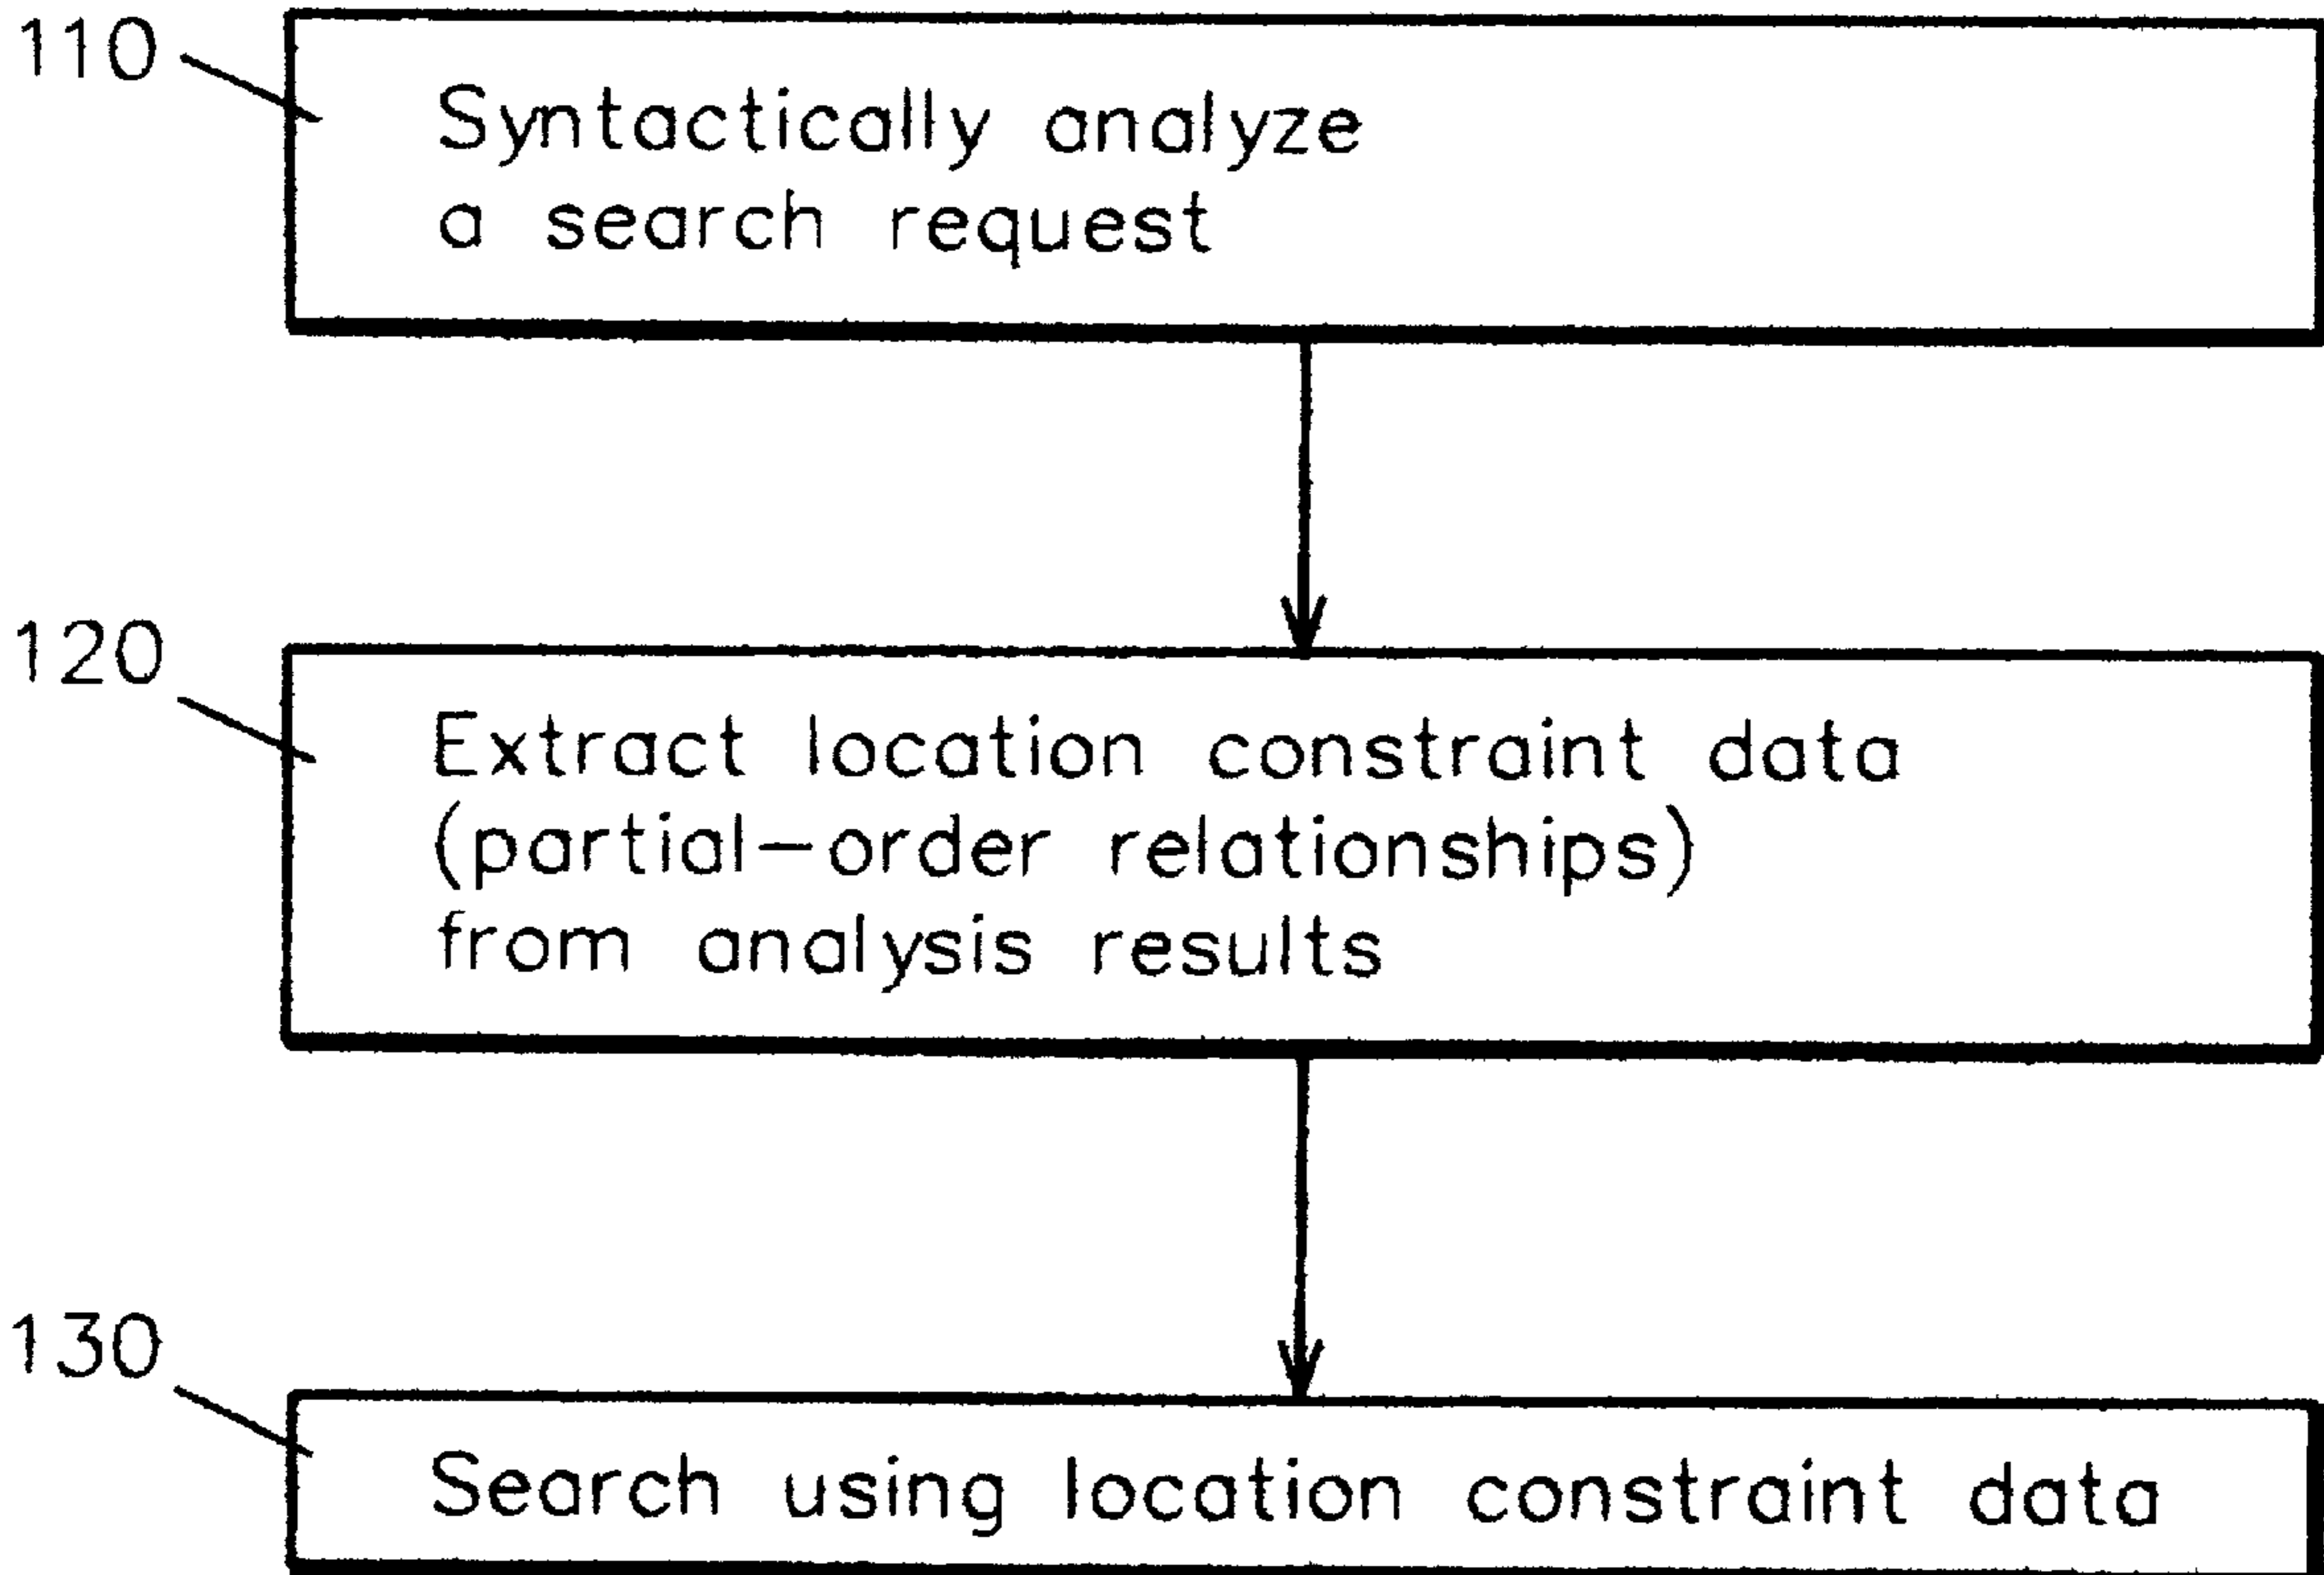 110
Syntactically analyze
a search request
120
Extract location constraint data
(partial-order relationships)
from analysis results
130
Search using location constraint data